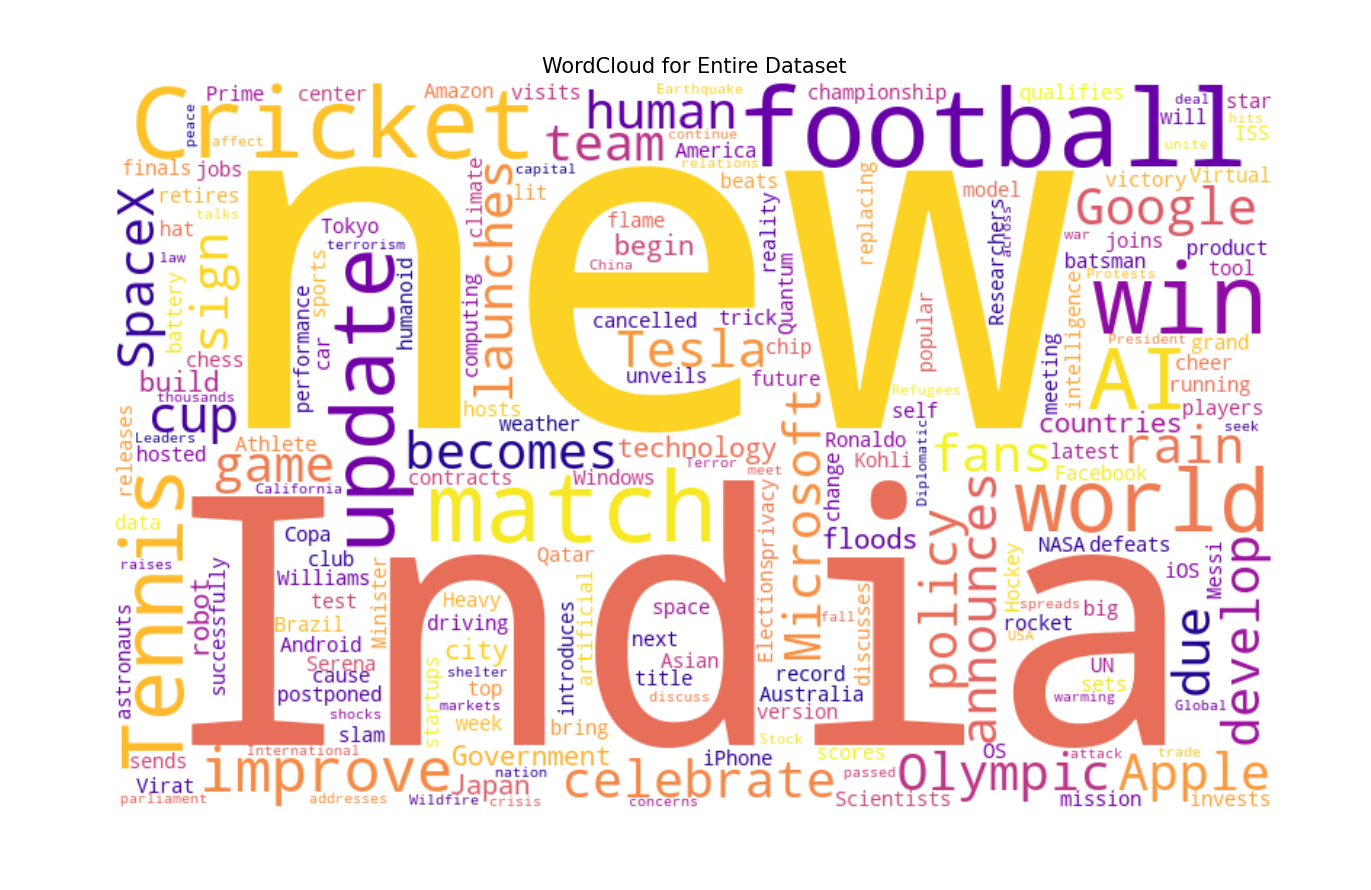 WordCloud for Entire Dataset
Prime
center
Amazon
visits
Earthquake
championship
qualifies
deal
star
Cricket
peace
affect
human
football
will
hits
ISS
unite
team
continue
America
relations
finals
jobs
retires
talks
hat
law
SpaceX
sign
battery
new
capital
lit
climate
launches
beats
replacing
model
victory
Virtual
Google
Researchers
across
war
joins
product
batsman
tool
Protests
win
Tokyo
terrorism
sports
humanoid
performance
car
update
computing
flame
begin
China
reality
Quantum
cancelled
trick
Tesla
chip
unveils
future
popular
Refugees
self
meeting
intelligence
President
grand
AI
cheer
running
players
countries
seek
chess
build
thousands
cup
Leaders
hosted
releases
Athlete
game
California
hosts
weather
becomes
technology
Terror
meet
contracts
Windows
Microsoft
Ronaldo
Kohli
change
Diplomatic
fans
latest
Facebook
rain
match
world
data
raises
Tennis
India
Copa
club
Williams
test
Brazil
Android
Serena
cause
postponed
shocks
slam
Minister
robot
successfully
astronauts
Qatar
Heavy
driving
city
shelter
top
markets
week
startups
introduces
artificial
bring
space
next
Asian
title
discuss
Elections
privacy
floods
fall
discusses
record
Australia
version
policy
announces
Hockey
NASA
defeats
iOS
Messi
spreads
big
rocket
USA
UN
sets
warming
due
Global
develop
sends
International
Virat
parliament
improve
addresses
Government
Japan
nation
Wildfire
crisis
celebrate
iPhone
concerns
Stock
scores
passed
Scientists
Olympic
OS
attack
mission
trade
Apple
invests